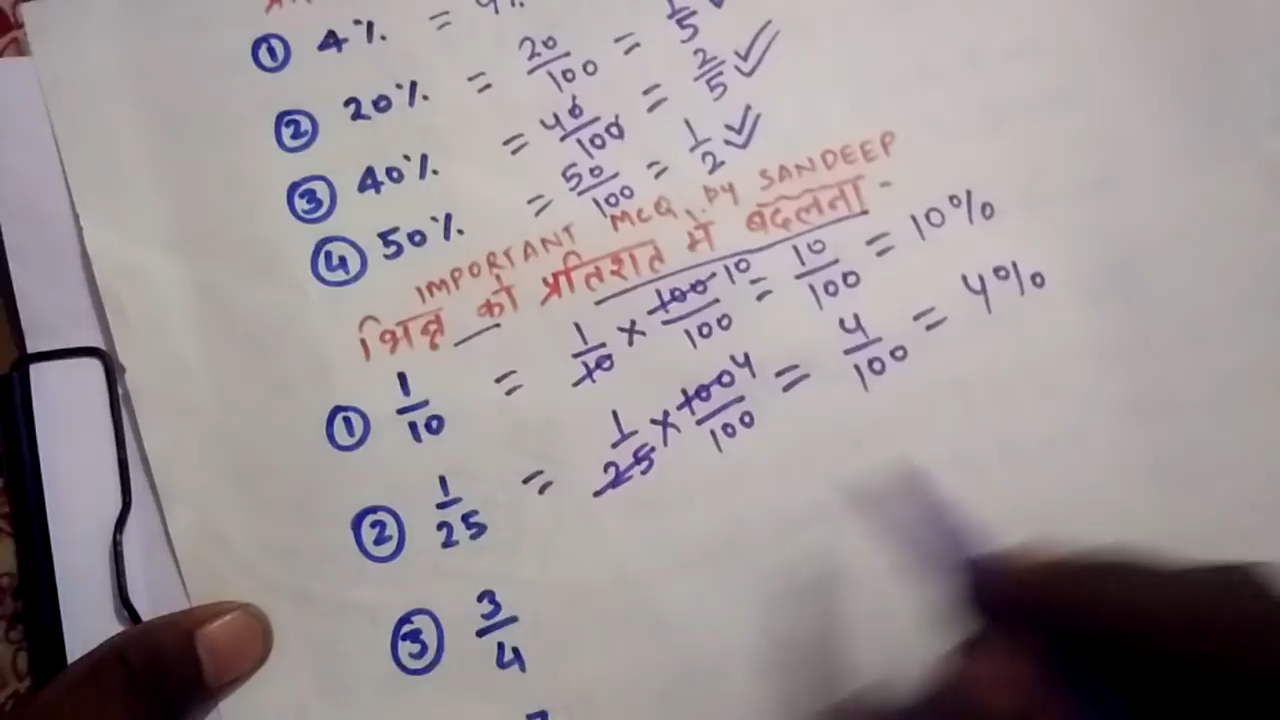 ① 4% =
② 20% = 20/100 = 1/5
③ 40% = 40/100 = 2/5
④ 50% = 50/100 = 1/2
IMPORTANT MCQ BY SANDEEP
भिन्न को प्रतिशत में बदलना -
① 1/10 = 1/10 × 100/100 10 = 10/100 = 10%
② 1/25 = 1/25 × 100/100 4 = 4/100 = 4%
③ 3/4